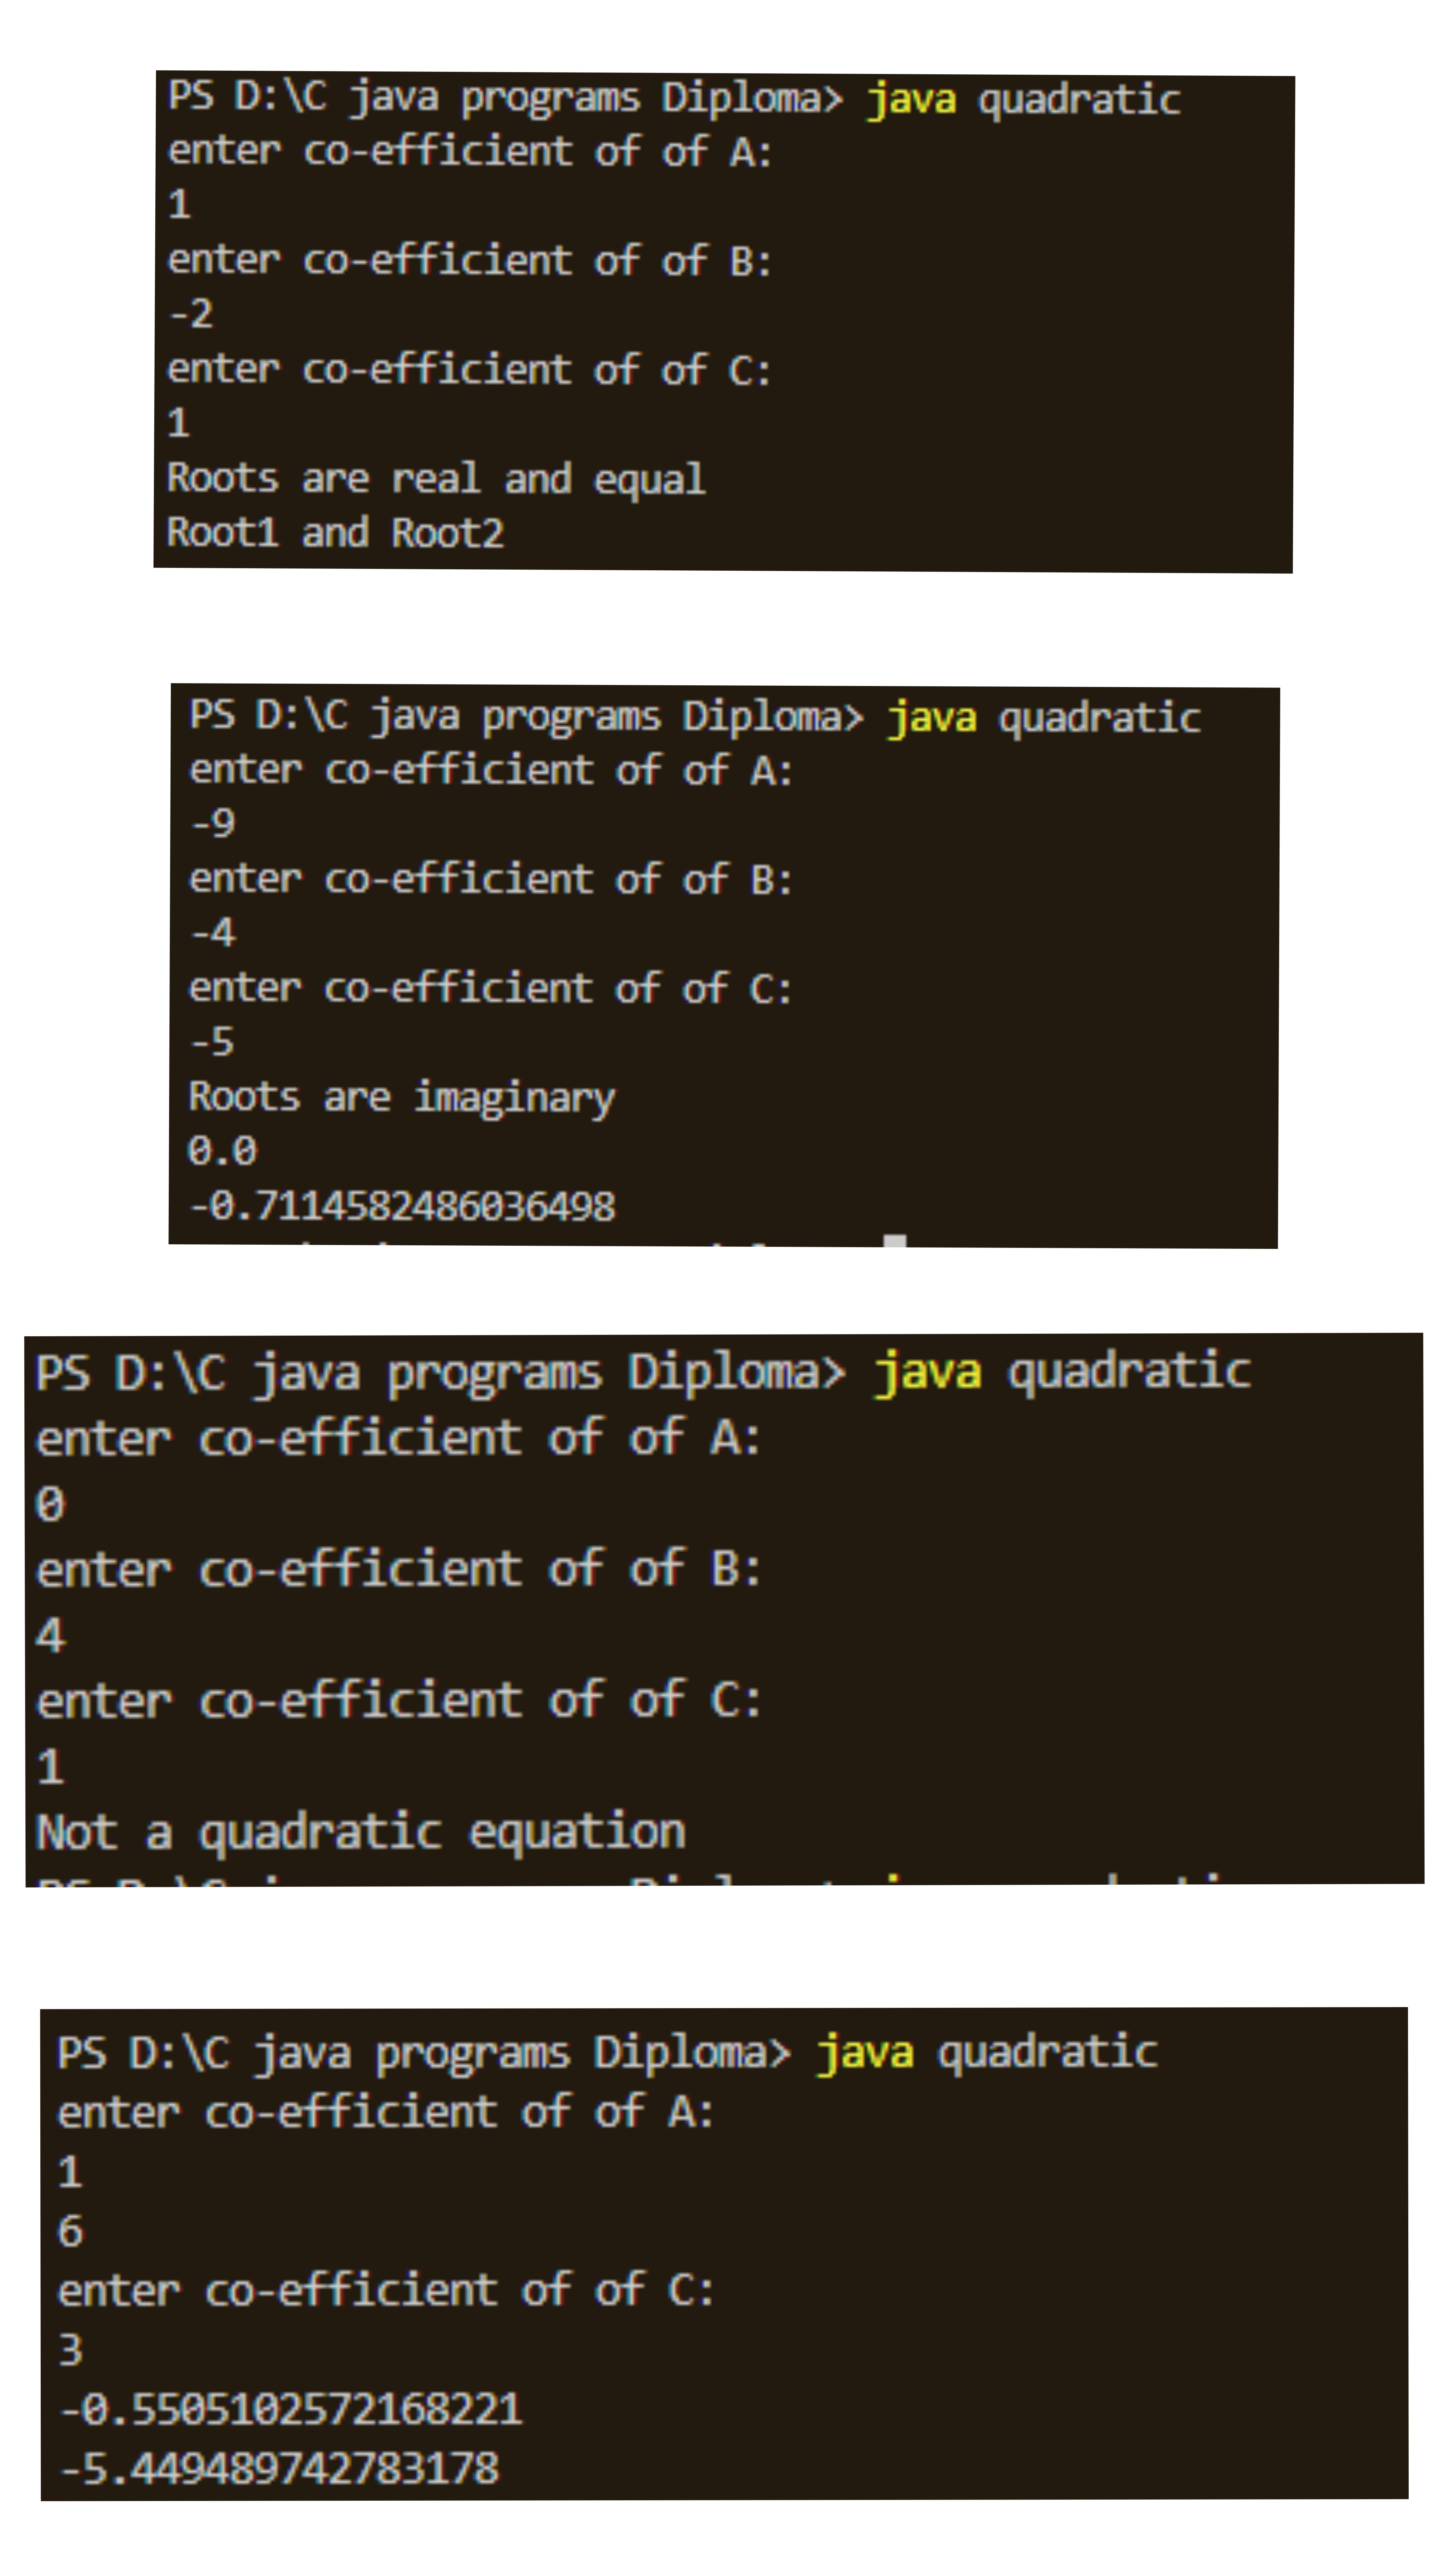 PS D:\C java programs Diploma> java quadratic
enter co-efficient of of A:
1
enter co-efficient of of B:
-2
enter co-efficient of of C:
1
Roots are real and equal
Root1 and Root2
PS D:\C java programs Diploma> java quadratic
enter co-efficient of of A:
-9
enter co-efficient of of B:
-4
enter co-efficient of of C:
-5
Roots are imaginary
0.0
-0.7114582486036498
PS D:\C java programs Diploma> java quadratic
enter co-efficient of of A:
0
enter co-efficient of of B:
4
enter co-efficient of of C:
1
Not a quadratic equation
PS D:\C java programs Diploma> java quadratic
enter co-efficient of of A:
1
6
enter co-efficient of of C:
3
-0.5505102572168221
-5.449489742783178